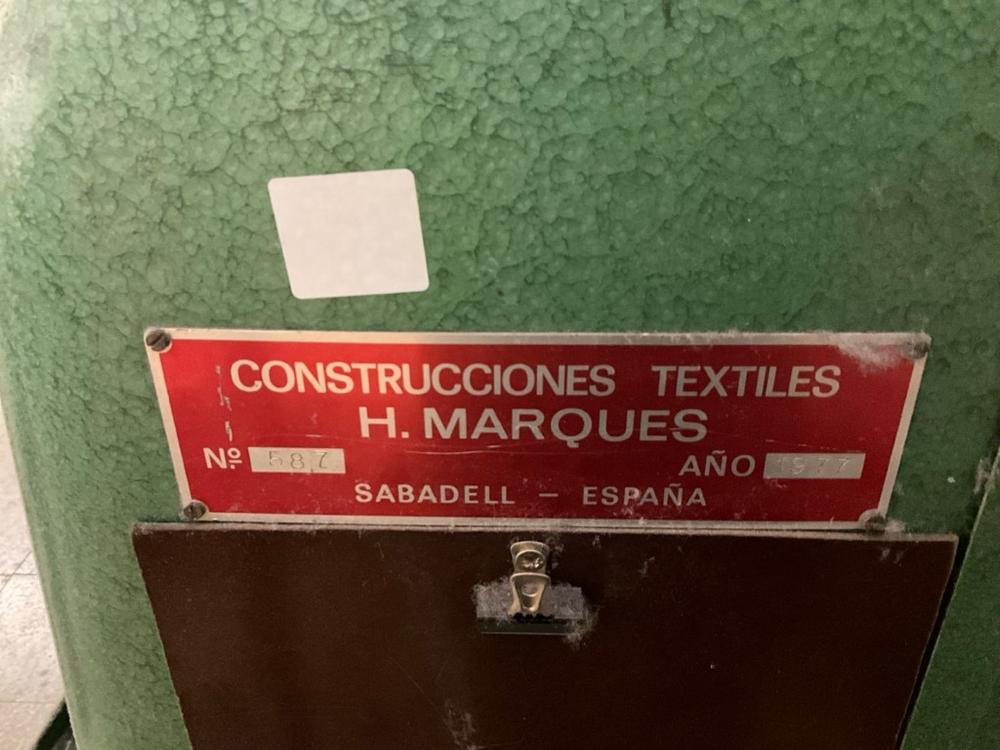 CONSTRUCCIONES TEXTILES
H. MARQUES
Nº 587 AÑO 1977
SABADELL - ESPAÑA